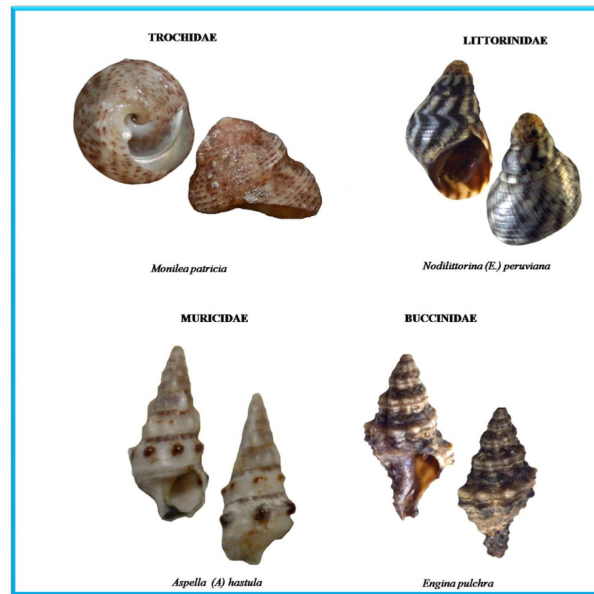 TROCHIDAE
LITTORINIDAE
Monilea patricia
Nodilittorina (E.) peruviana
MURICIDAE
BUCCINIDAE
Aspella (A) hastula
Engina pulchra